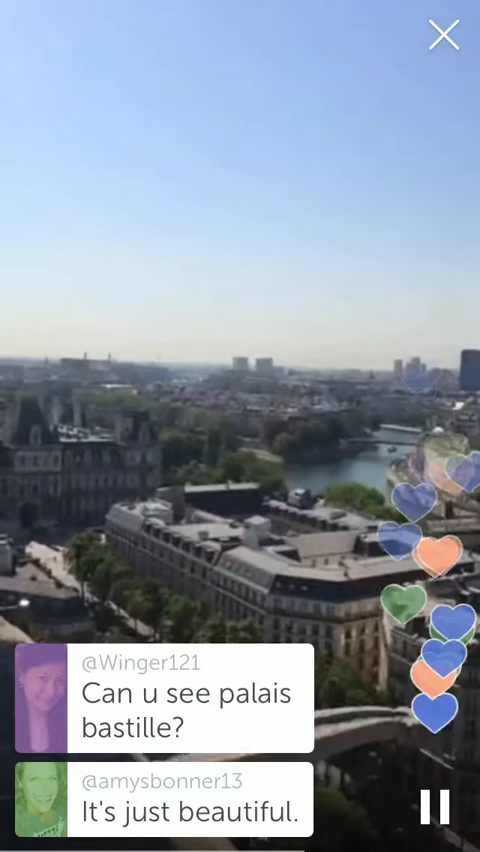 @Winger121
Can u see palais
bastille?
@amysbonner13
It's just beautiful.